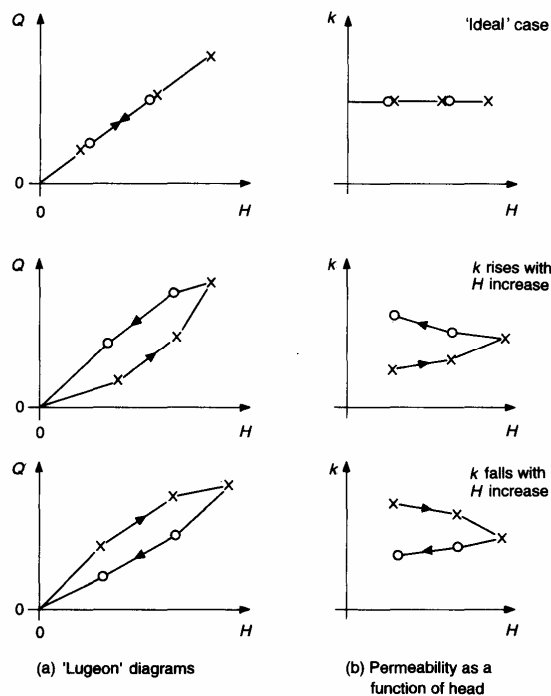 Q
k
'Ideal' case
0
0
H
H
Q
k
k rises with
H increase
0
0
H
H
Q
k
k falls with
H increase
0
0
H
H
(a) 'Lugeon' diagrams
(b) Permeability as a
function of head